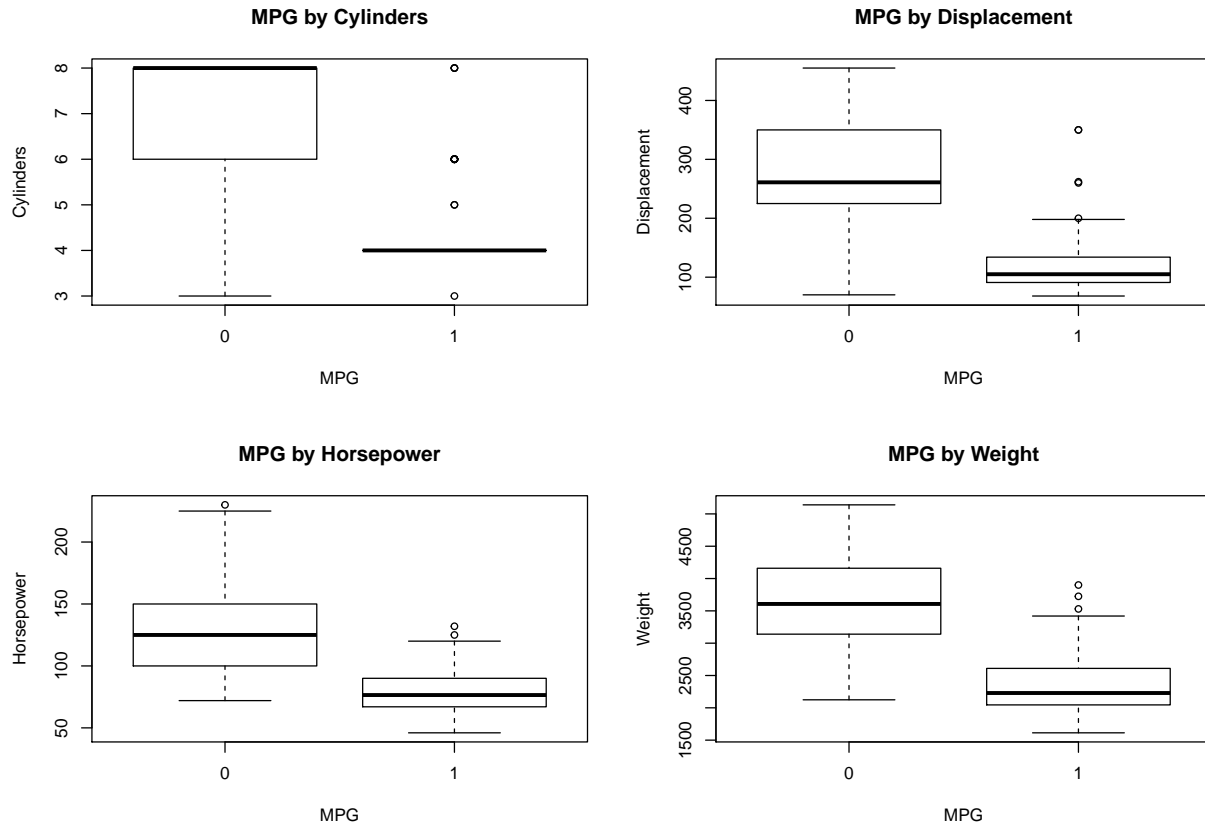 MPG by Cylinders
Cylinders
8
7
6
5
4
3
0
1
MPG
MPG by Displacement
Displacement
400
300
200
100
0
1
MPG
MPG by Horsepower
Horsepower
200
150
100
50
0
1
MPG
MPG by Weight
Weight
4500
3500
2500
1500
0
1
MPG